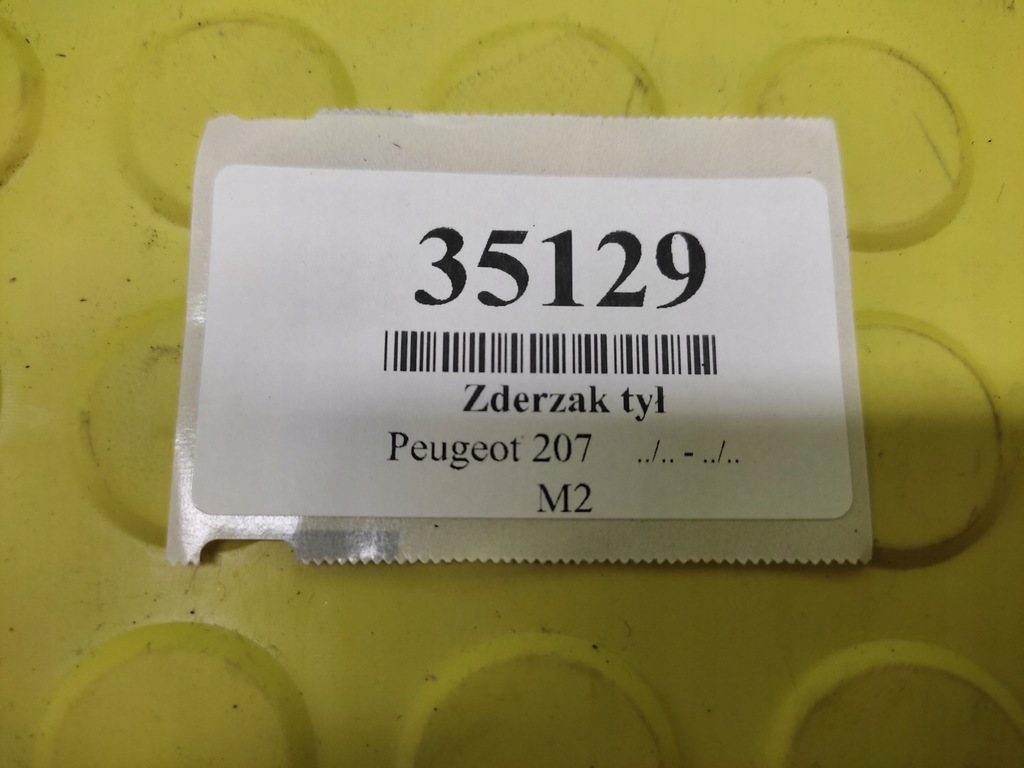 35129
Zderzak tył
Peugeot 207 ../.. - ../..
M2